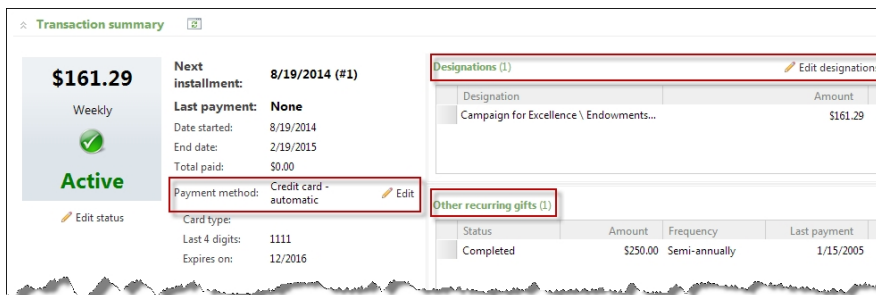 Transaction summary
$161.29
Weekly
Active
Edit status
Next
installment: 8/19/2014 (#1)
Last payment: None
Date started: 8/19/2014
End date: 2/19/2015
Total paid: $0.00
Payment method: Credit card -
automatic Edit
Card type:
Last 4 digits: 1111
Expires on: 12/2016
Designations (1) Edit designations
Designation Amount
Campaign for Excellence \ Endowments... $161.29
Other recurring gifts (1)
Status Amount Frequency Last payment
Completed $250.00 Semi-annually 1/15/2005